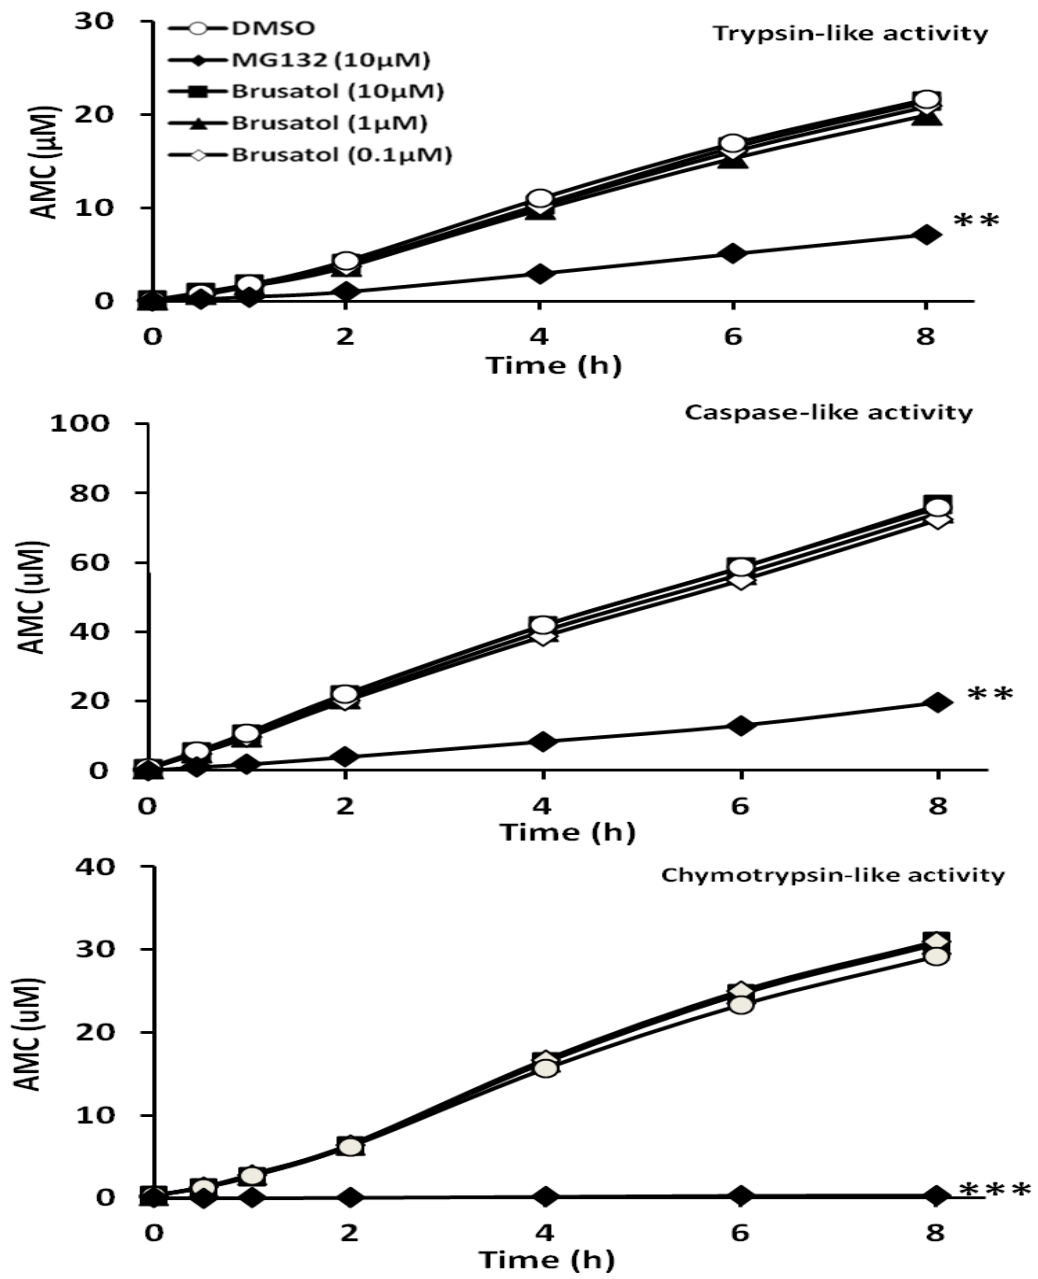 30
20
10
0
AMC (µM)
DMSO
MG132 (10µM)
Brusatol (10µM)
Brusatol (1µM)
Brusatol (0.1µM)
Trypsin-like activity
**
0 2 4 6 8
Time (h)
Caspase-like activity
100
80
60
40
20
0
AMC (uM)
**
0 2 4 6 8
Time (h)
Chymotrypsin-like activity
40
30
20
10
0
AMC (uM)
***
0 2 4 6 8
Time (h)